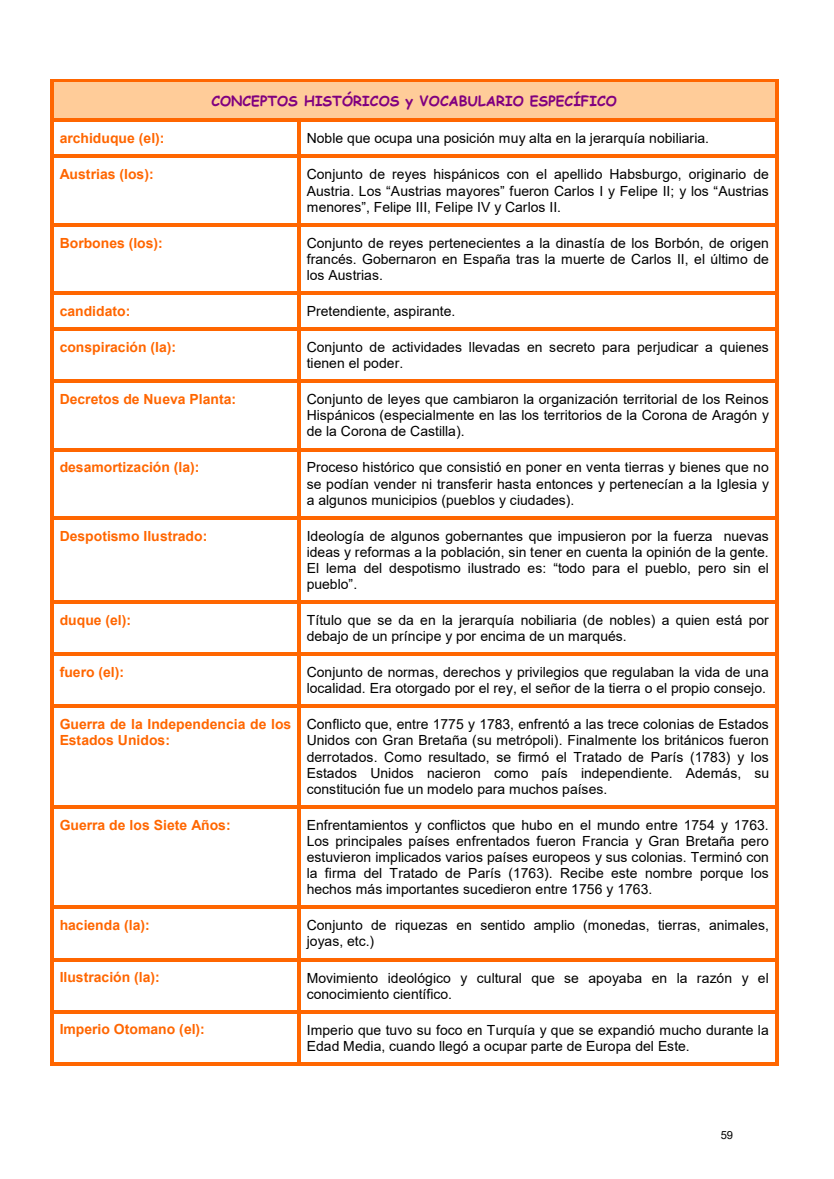 CONCEPTOS HISTÓRICOS y VOCABULARIO ESPECÍFICO
archiduque (el):
Noble que ocupa una posición muy alta en la jerarquía nobiliaria.
Austrias (los):
Conjunto de reyes hispánicos con el apellido Habsburgo, originario de
Austria. Los “Austrias mayores” fueron Carlos I y Felipe II; y los “Austrias
menores”, Felipe III, Felipe IV y Carlos II.
Borbones (los):
Conjunto de reyes pertenecientes a la dinastía de los Borbón, de origen
francés. Gobernaron en España tras la muerte de Carlos II, el último de
los Austrias.
candidato:
Pretendiente, aspirante.
conspiración (la):
Conjunto de actividades llevadas en secreto para perjudicar a quienes
tienen el poder.
Decretos de Nueva Planta:
Conjunto de leyes que cambiaron la organización territorial de los Reinos
Hispánicos (especialmente en las los territorios de la Corona de Aragón y
de la Corona de Castilla).
desamortización (la):
Proceso histórico que consistió en poner en venta tierras y bienes que no
se podían vender ni transferir hasta entonces y pertenecían a la Iglesia y
a algunos municipios (pueblos y ciudades).
Despotismo Ilustrado:
Ideología de algunos gobernantes que impusieron por la fuerza nuevas
ideas y reformas a la población, sin tener en cuenta la opinión de la gente.
El lema del despotismo ilustrado es: “todo para el pueblo, pero sin el
pueblo”.
duque (el):
Título que se da en la jerarquía nobiliaria (de nobles) a quien está por
debajo de un príncipe y por encima de un marqués.
fuero (el):
Conjunto de normas, derechos y privilegios que regulaban la vida de una
localidad. Era otorgado por el rey, el señor de la tierra o el propio consejo.
Guerra de la Independencia de los
Estados Unidos:
Conflicto que, entre 1775 y 1783, enfrentó a las trece colonias de Estados
Unidos con Gran Bretaña (su metrópoli). Finalmente los británicos fueron
derrotados. Como resultado, se firmó el Tratado de París (1783) y los
Estados Unidos nacieron como país independiente. Además, su
constitución fue un modelo para muchos países.
Guerra de los Siete Años:
Enfrentamientos y conflictos que hubo en el mundo entre 1754 y 1763.
Los principales países enfrentados fueron Francia y Gran Bretaña pero
estuvieron implicados varios países europeos y sus colonias. Terminó con
la firma del Tratado de París (1763). Recibe este nombre porque los
hechos más importantes sucedieron entre 1756 y 1763.
hacienda (la):
Conjunto de riquezas en sentido amplio (monedas, tierras, animales,
joyas, etc.)
Ilustración (la):
Movimiento ideológico y cultural que se apoyaba en la razón y el
conocimiento científico.
Imperio Otomano (el):
Imperio que tuvo su foco en Turquía y que se expandió mucho durante la
Edad Media, cuando llegó a ocupar parte de Europa del Este.
59